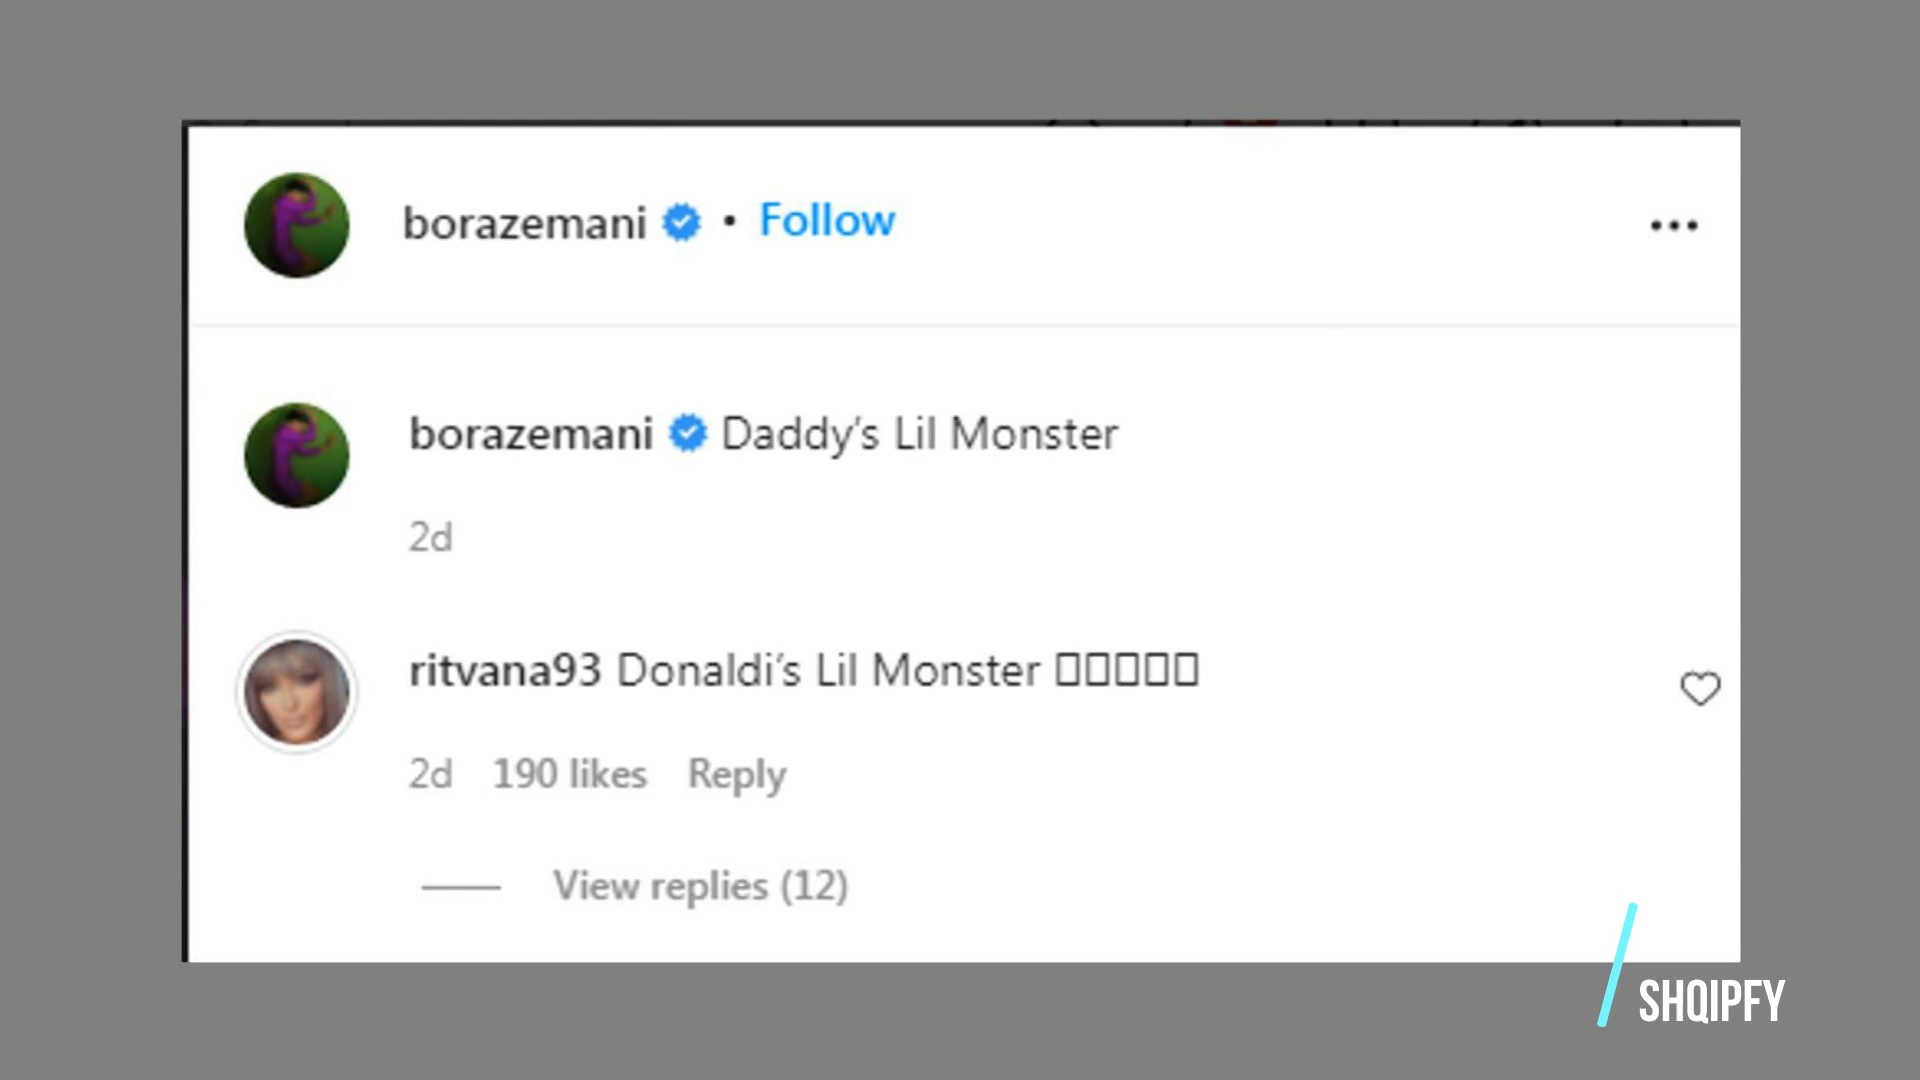 borazemani • Follow
borazemani Daddy's Lil Monster
2d
ritvana93 Donaldi's Lil Monster □□□□□
2d 190 likes Reply
View replies (12)
SHQIPFY